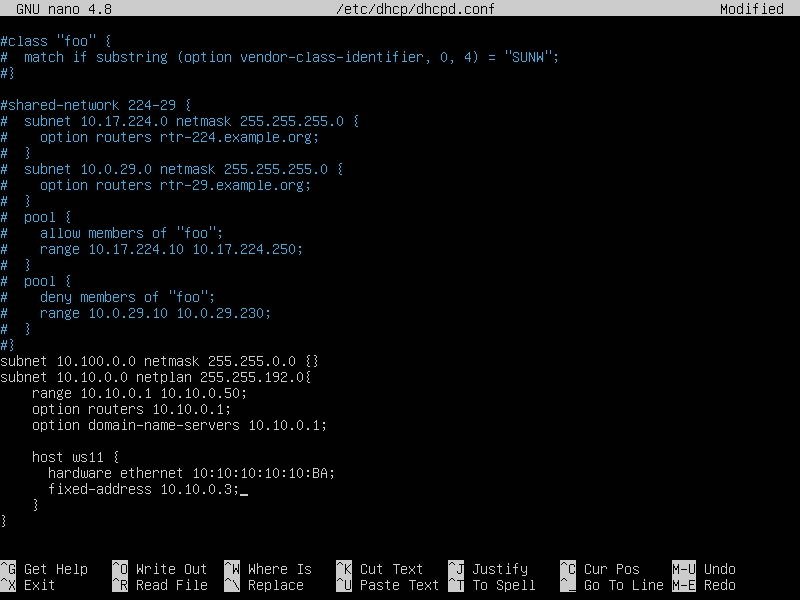 GNU nano 4.8 /etc/dhcp/dhcpd.conf Modified
#class "foo" {
#  match if substring (option vendor-class-identifier, 0, 4) = "SUNW";
#}
#shared-network 224-29 {
#  subnet 10.17.224.0 netmask 255.255.255.0 {
#    option routers rtr-224.example.org;
#  }
#  subnet 10.0.29.0 netmask 255.255.255.0 {
#    option routers rtr-29.example.org;
#  }
#  pool {
#    allow members of "foo";
#    range 10.17.224.10 10.17.224.250;
#  }
#  pool {
#    deny members of "foo";
#    range 10.0.29.10 10.0.29.230;
#  }
#}
subnet 10.100.0.0 netmask 255.255.0.0 {}
subnet 10.10.0.0 netplan 255.255.192.0{
    range 10.10.0.1 10.10.0.50;
    option routers 10.10.0.1;
    option domain-name-servers 10.10.0.1;
    host ws11 {
      hardware ethernet 10:10:10:10:10:BA;
      fixed-address 10.10.0.3;_
    }
}
^G Get Help ^O Write Out ^W Where Is ^K Cut Text ^J Justify ^C Cur Pos M-U Undo
^X Exit ^R Read File ^\ Replace ^U Paste Text ^T To Spell ^_ Go To Line M-E Redo